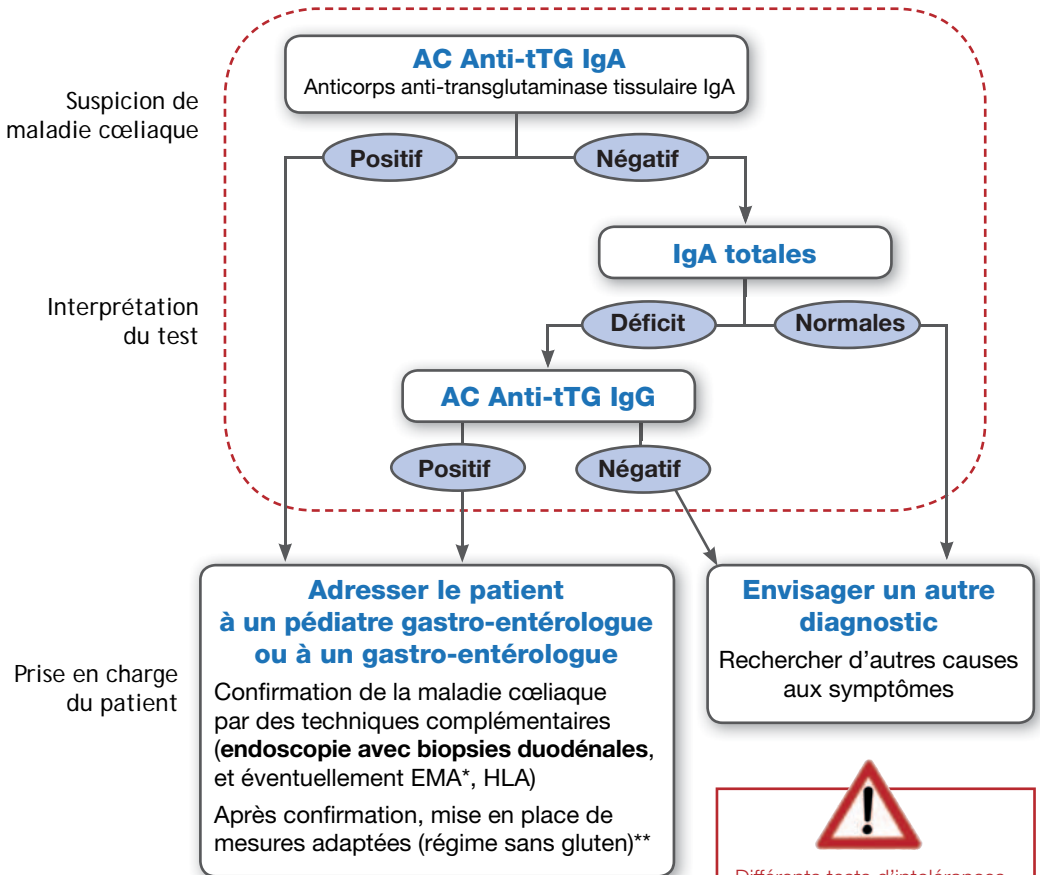 AC Anti-tTG IgA
Anticorps anti-transglutaminase tissulaire IgA
Suspicion de
maladie cœliaque
Positif
Négatif
IgA totales
Interprétation
du test
Déficit
Normales
AC Anti-tTG IgG
Positif
Négatif
Prise en charge
du patient
Adresser le patient
à un pédiatre gastro-entérologue
ou à un gastro-entérologue
Confirmation de la maladie cœliaque
par des techniques complémentaires
(endoscopie avec biopsies duodénales,
et éventuellement EMA*, HLA)
Après confirmation, mise en place de
mesures adaptées (régime sans gluten)**
Envisager un autre
diagnostic
Rechercher d’autres causes
aux symptômes
!
Différents tests d’intolérances